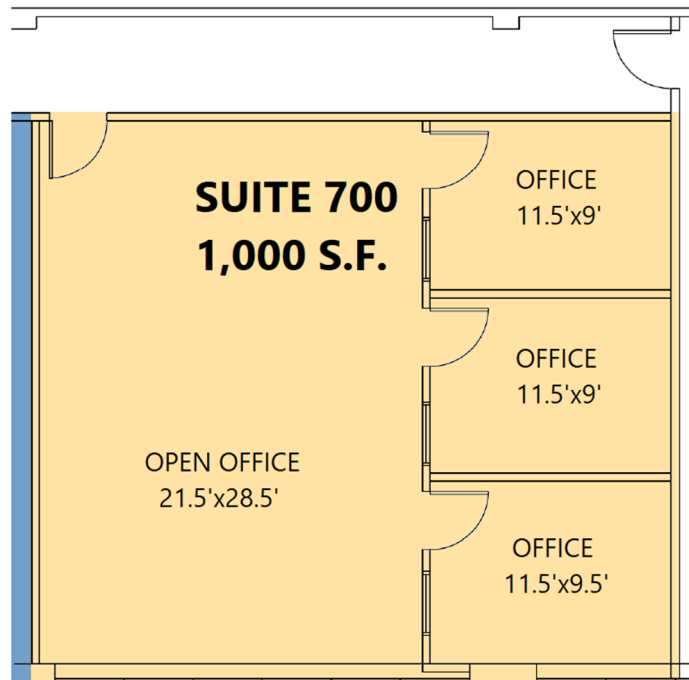 SUITE 700
1,000 S.F.
OFFICE
11.5'x9'
OFFICE
11.5'x9'
OPEN OFFICE
21.5'x28.5'
OFFICE
11.5'x9.5'